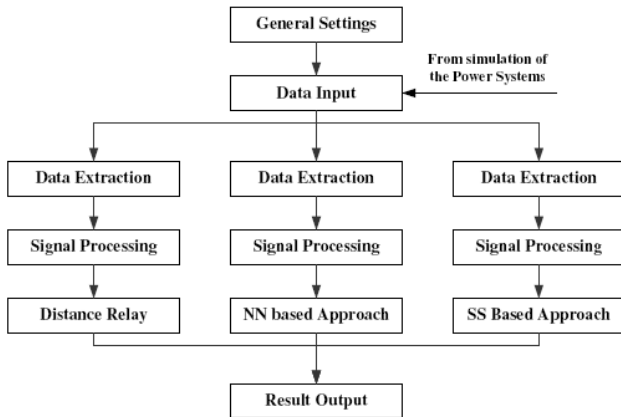 General Settings
From simulation of
the Power Systems
Data Input
Data Extraction
Data Extraction
Data Extraction
Signal Processing
Signal Processing
Signal Processing
Distance Relay
NN based Approach
SS Based Approach
Result Output